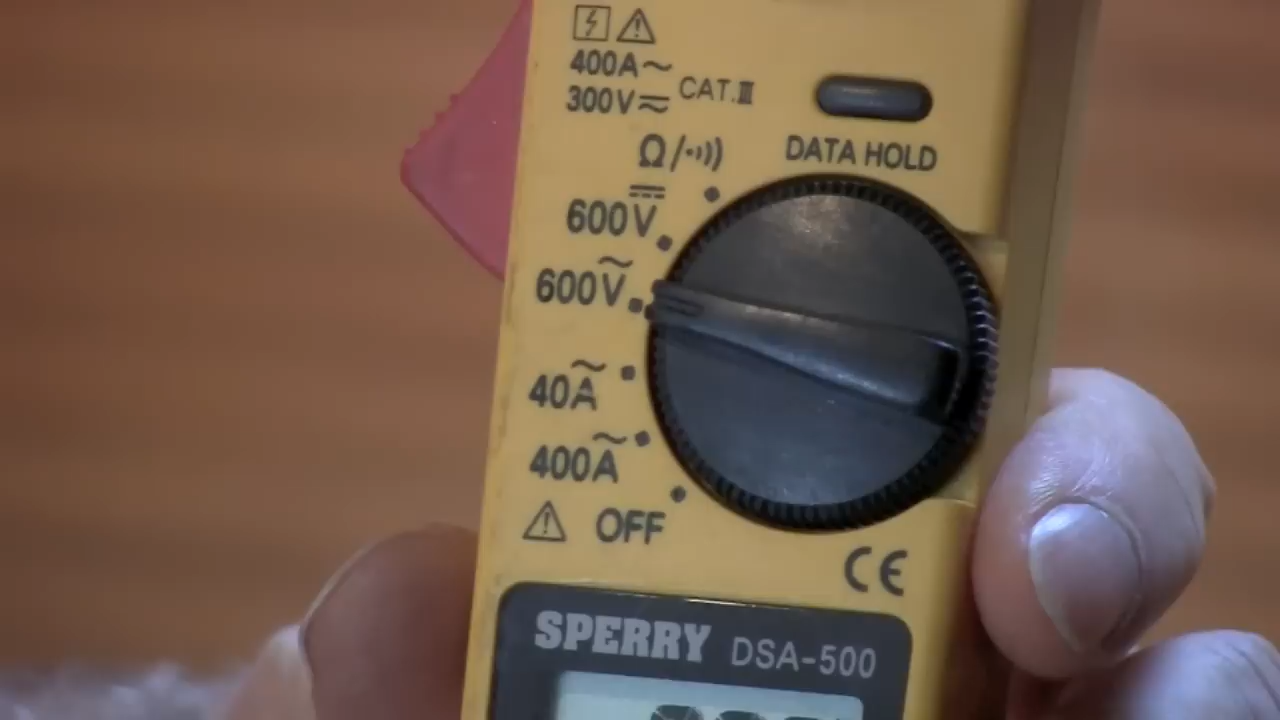 400A~
300V⎓~ CAT.III
Ω/·)))
DATA HOLD
600V⎓
600V~
40A~
400A~
OFF
CE
SPERRY DSA-500